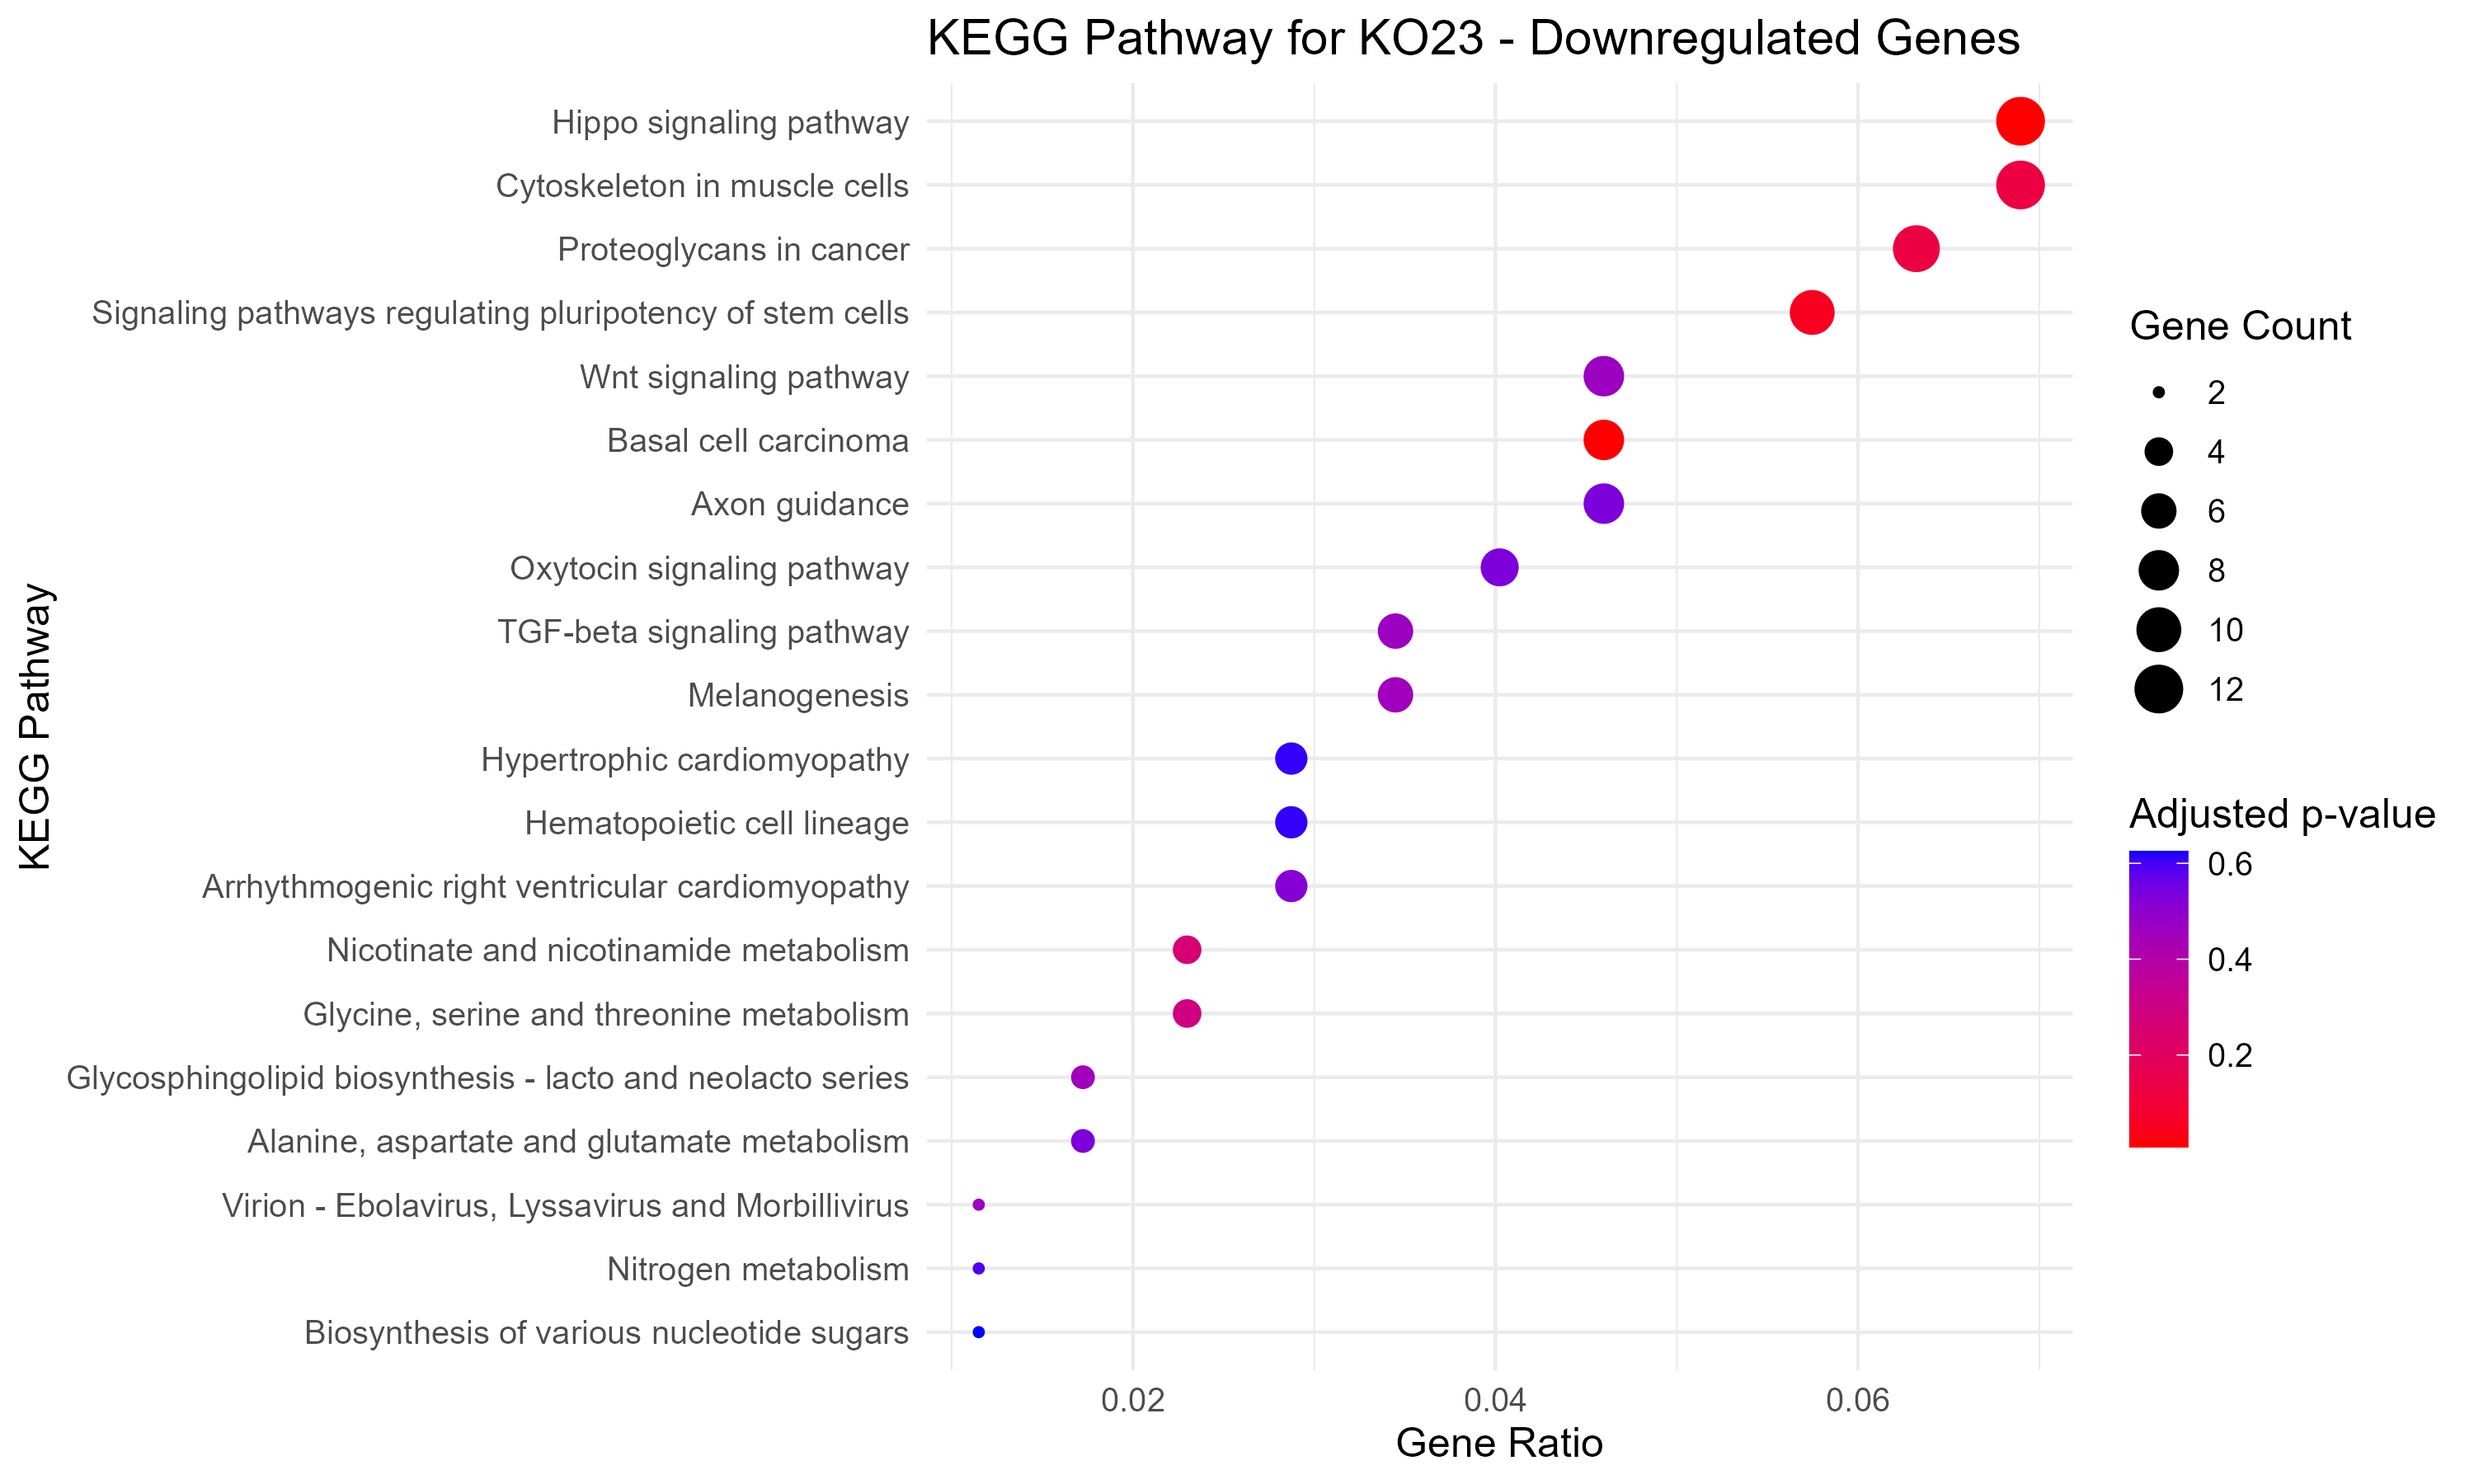 KEGG Pathway for KO23 - Downregulated Genes
KEGG Pathway
Hippo signaling pathway
Cytoskeleton in muscle cells
Proteoglycans in cancer
Signaling pathways regulating pluripotency of stem cells
Wnt signaling pathway
Basal cell carcinoma
Axon guidance
Oxytocin signaling pathway
TGF-beta signaling pathway
Melanogenesis
Hypertrophic cardiomyopathy
Hematopoietic cell lineage
Arrhythmogenic right ventricular cardiomyopathy
Nicotinate and nicotinamide metabolism
Glycine, serine and threonine metabolism
Glycosphingolipid biosynthesis - lacto and neolacto series
Alanine, aspartate and glutamate metabolism
Virion - Ebolavirus, Lyssavirus and Morbillivirus
Nitrogen metabolism
Biosynthesis of various nucleotide sugars
0.02 0.04 0.06
Gene Ratio
Gene Count
2
4
6
8
10
12
Adjusted p-value
0.6
0.4
0.2